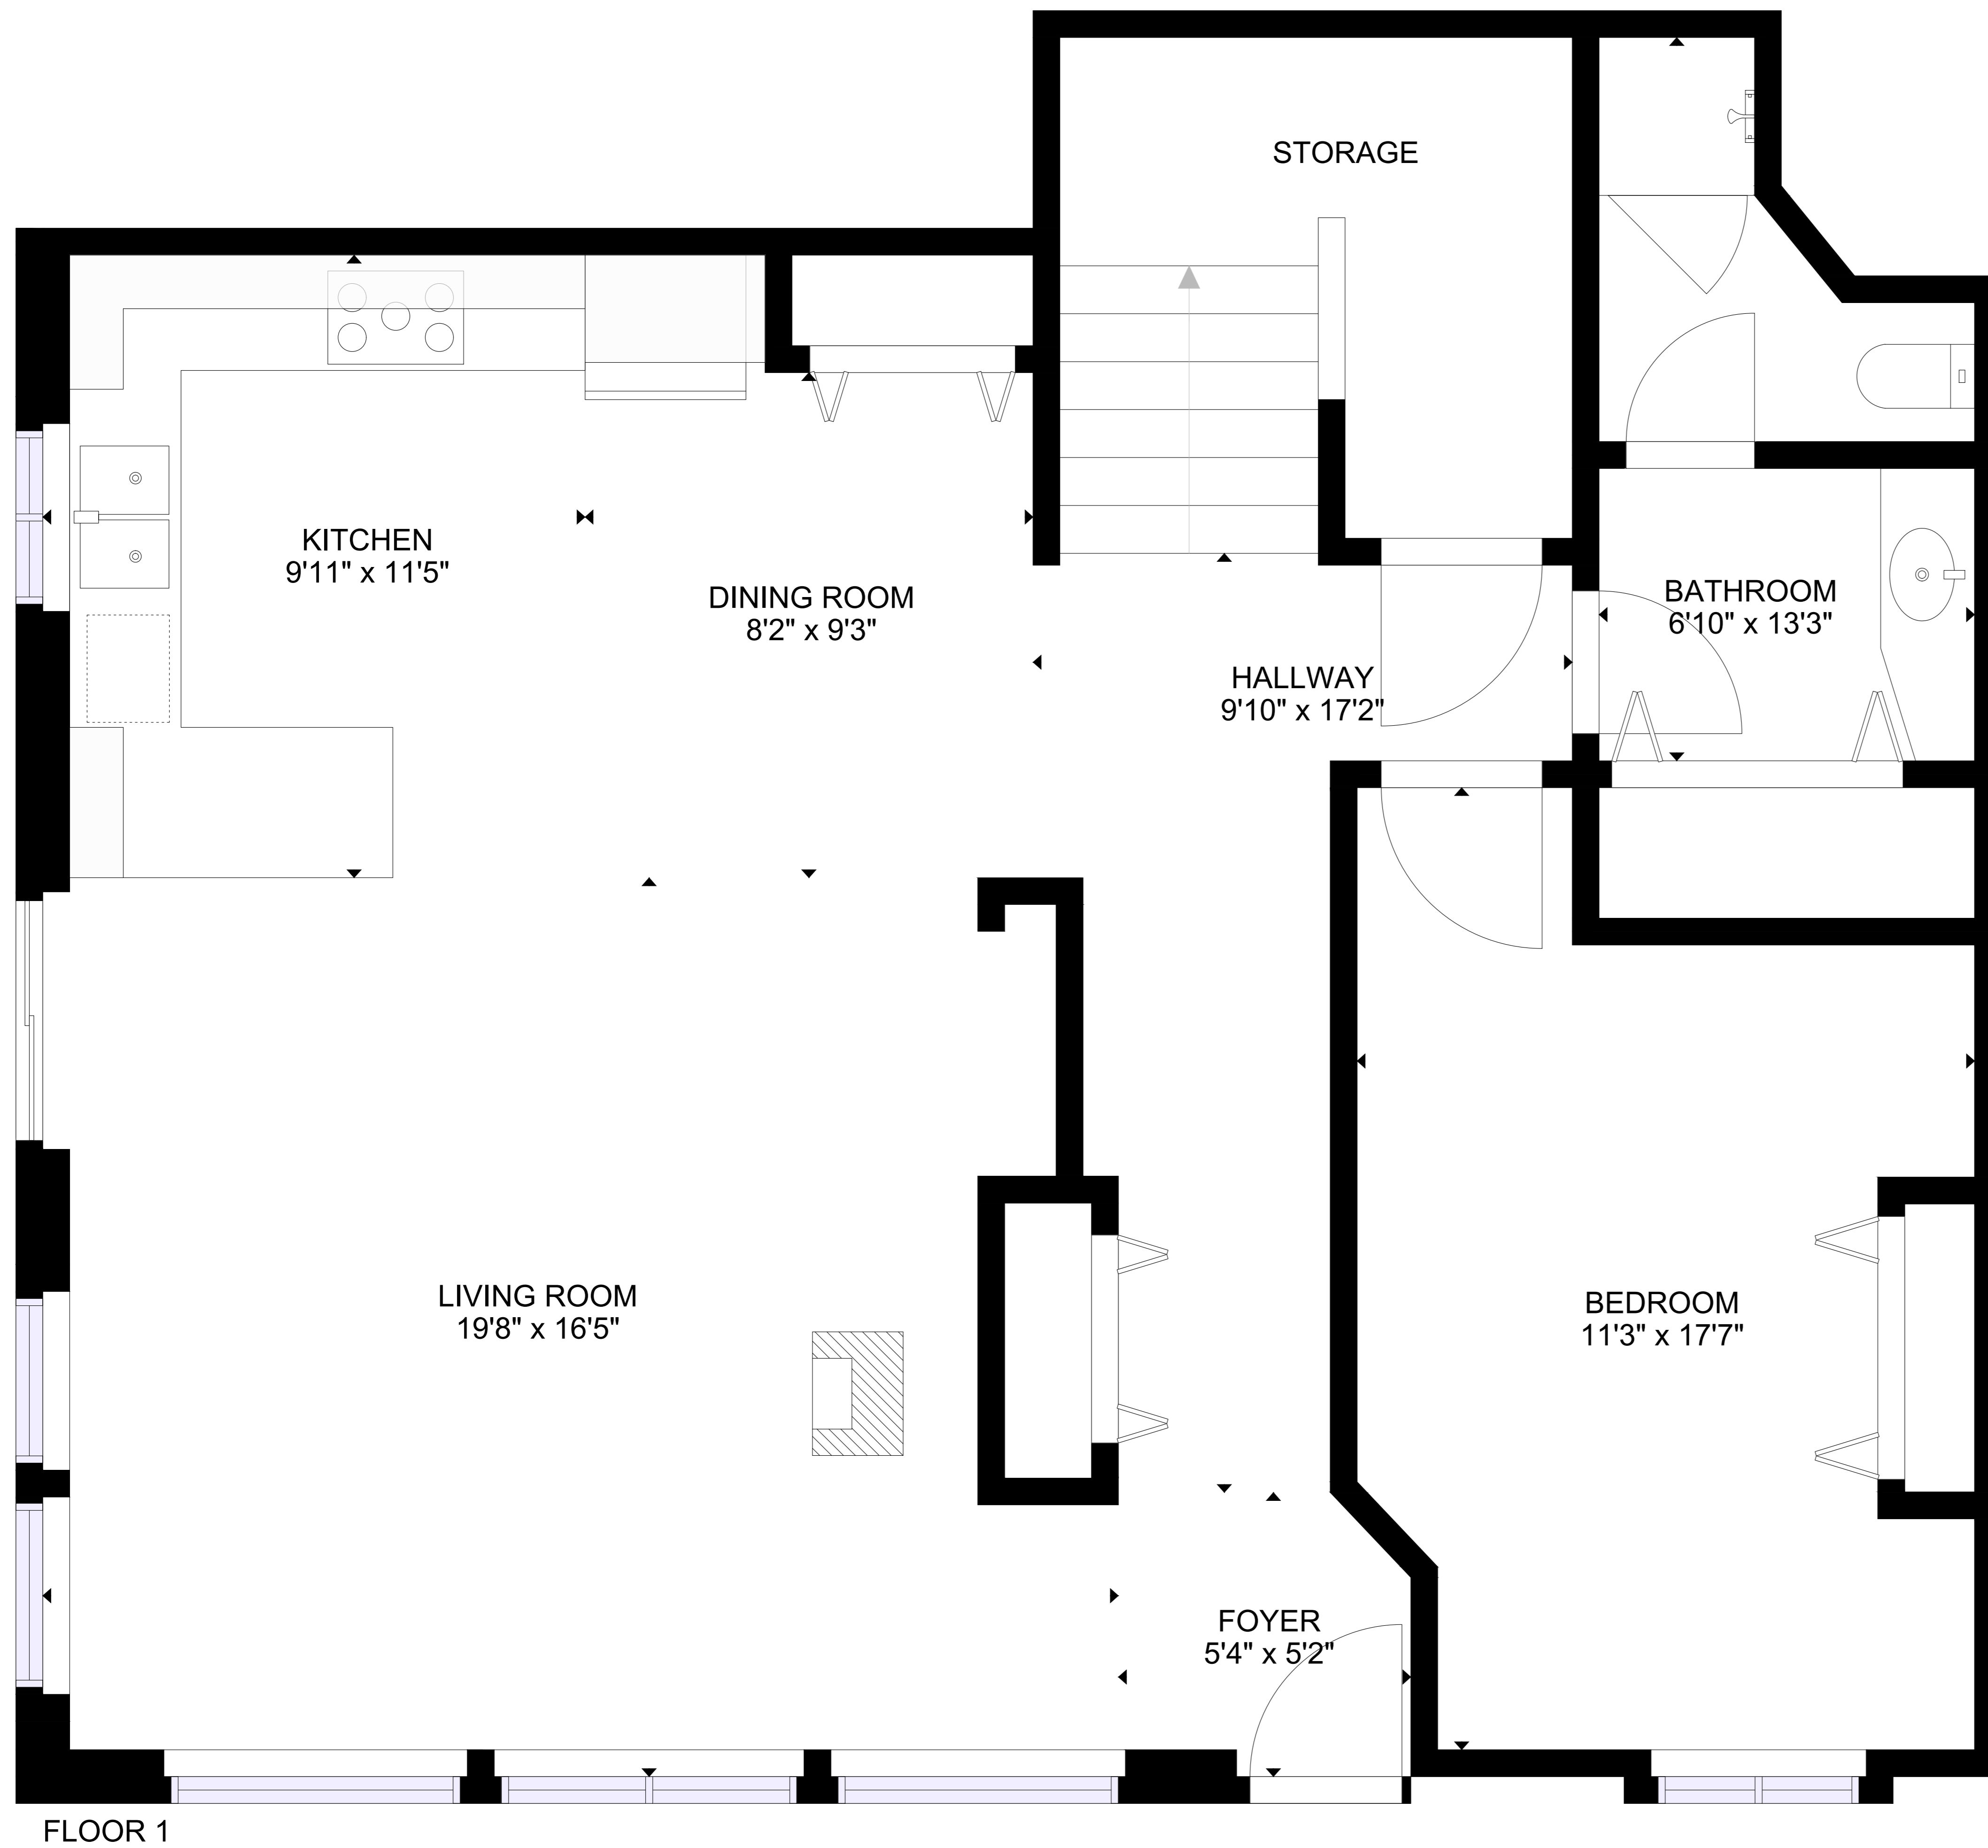 STORAGE
KITCHEN
9'11" x 11'5"
DINING ROOM
8'2" x 9'3"
BATHROOM
6'10" x 13'3"
HALLWAY
9'10" x 17'2"
LIVING ROOM
19'8" x 16'5"
BEDROOM
11'3" x 17'7"
FOYER
5'4" x 5'2"
FLOOR 1